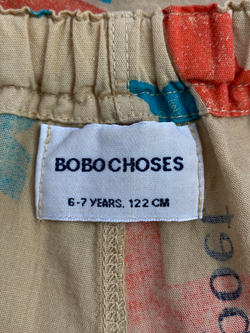 BOBO CHOSES
6-7 YEARS. 122 CM